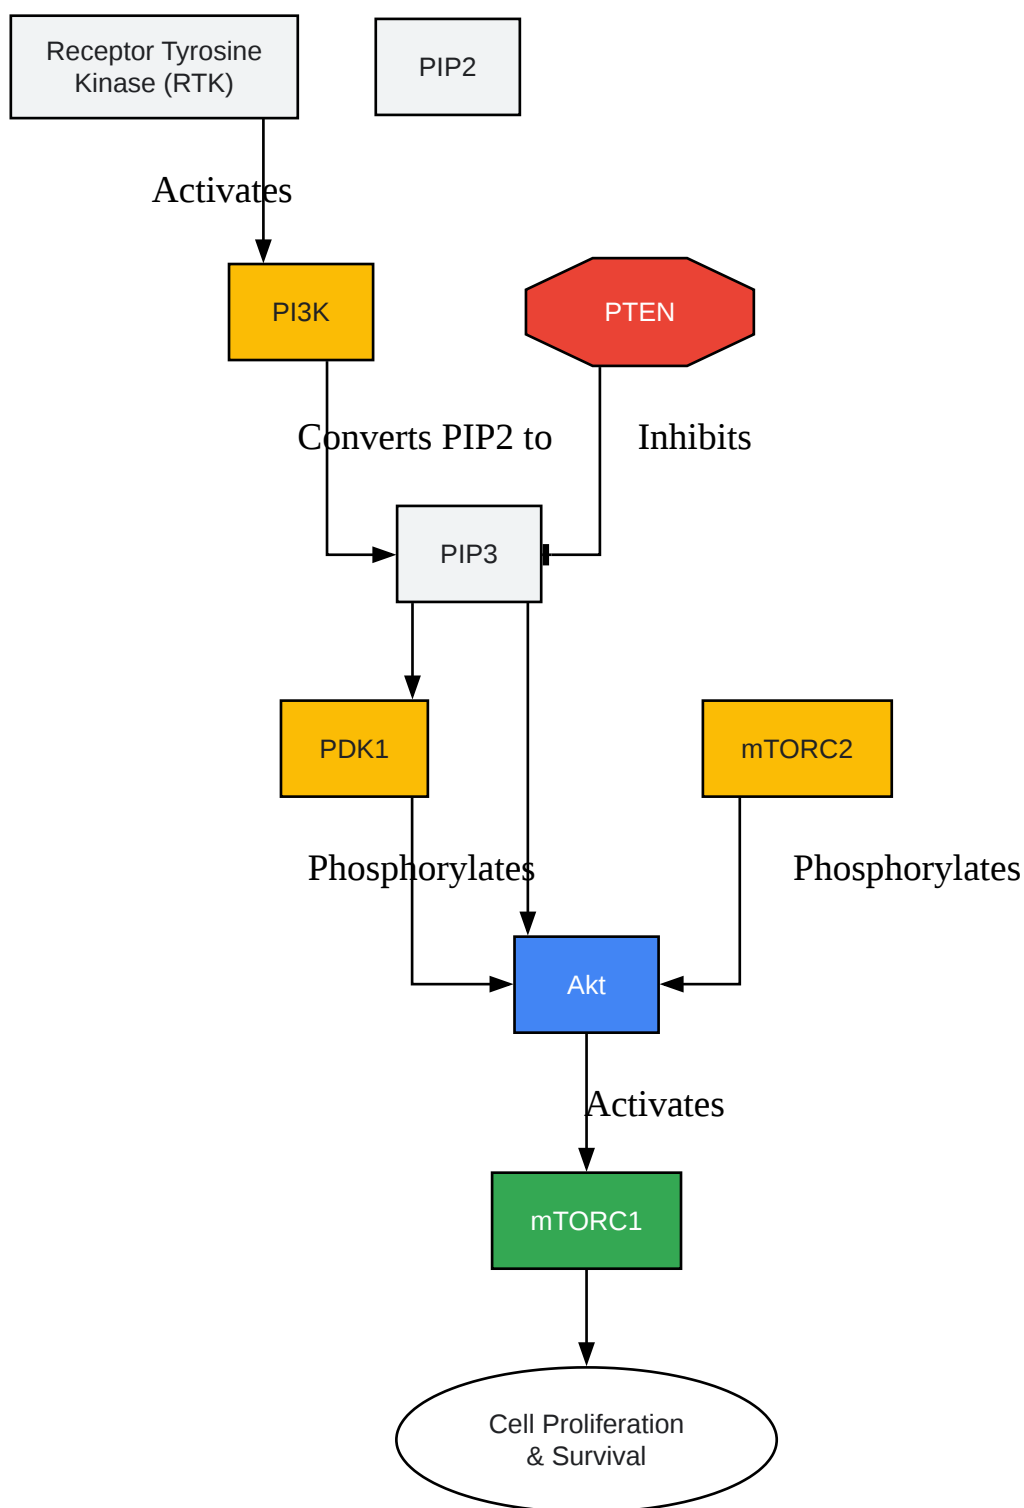 Receptor Tyrosine
Kinase (RTK)
PIP2
Activates
PI3K
PTEN
Converts PIP2 to
Inhibits
PIP3
PDK1
mTORC2
Phosphorylates
Phosphorylates
Akt
Activates
mTORC1
Cell Proliferation
& Survival